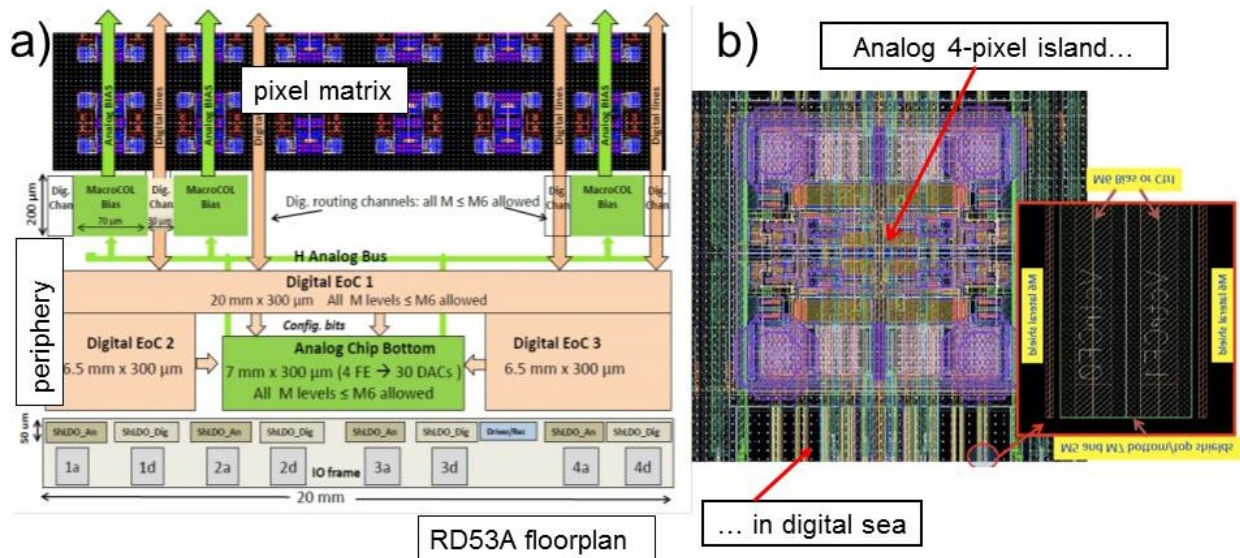 a)
pixel matrix
Analog BIAS
Digital lines
Analog BIAS
Digital lines
Digital lines
Analog BIAS
Digital lines
200 µm
Dig. Chan
MacroCOL Bias
70 µm
Dig. Chan
30 µm
MacroCOL Bias
Dig. routing channels: all M ≤ M6 allowed
Dig. Chan
MacroCOL Bias
Dig. Chan
periphery
H Analog Bus
Digital EoC 1
20 mm x 300 µm All M levels ≤ M6 allowed
Config. bits
Digital EoC 2
6.5 mm x 300 µm
Analog Chip Bottom
7 mm x 300 µm (4 FE → 30 DACs )
All M levels ≤ M6 allowed
Digital EoC 3
6.5 mm x 300 µm
50 um
ShLDO_An ShLDO_Dig ShLDO_An ShLDO_Dig ShLDO_An ShLDO_Dig Driver/Rec ShLDO_An ShLDO_Dig
1a 1d 2a 2d IO frame 3a 3d 4a 4d
20 mm
RD53A floorplan
b)
Analog 4-pixel island...
M6 Bias or Ctrl
M6 lateral shield
M6 lateral shield
M5 and M7 bottom/top shields
... in digital sea